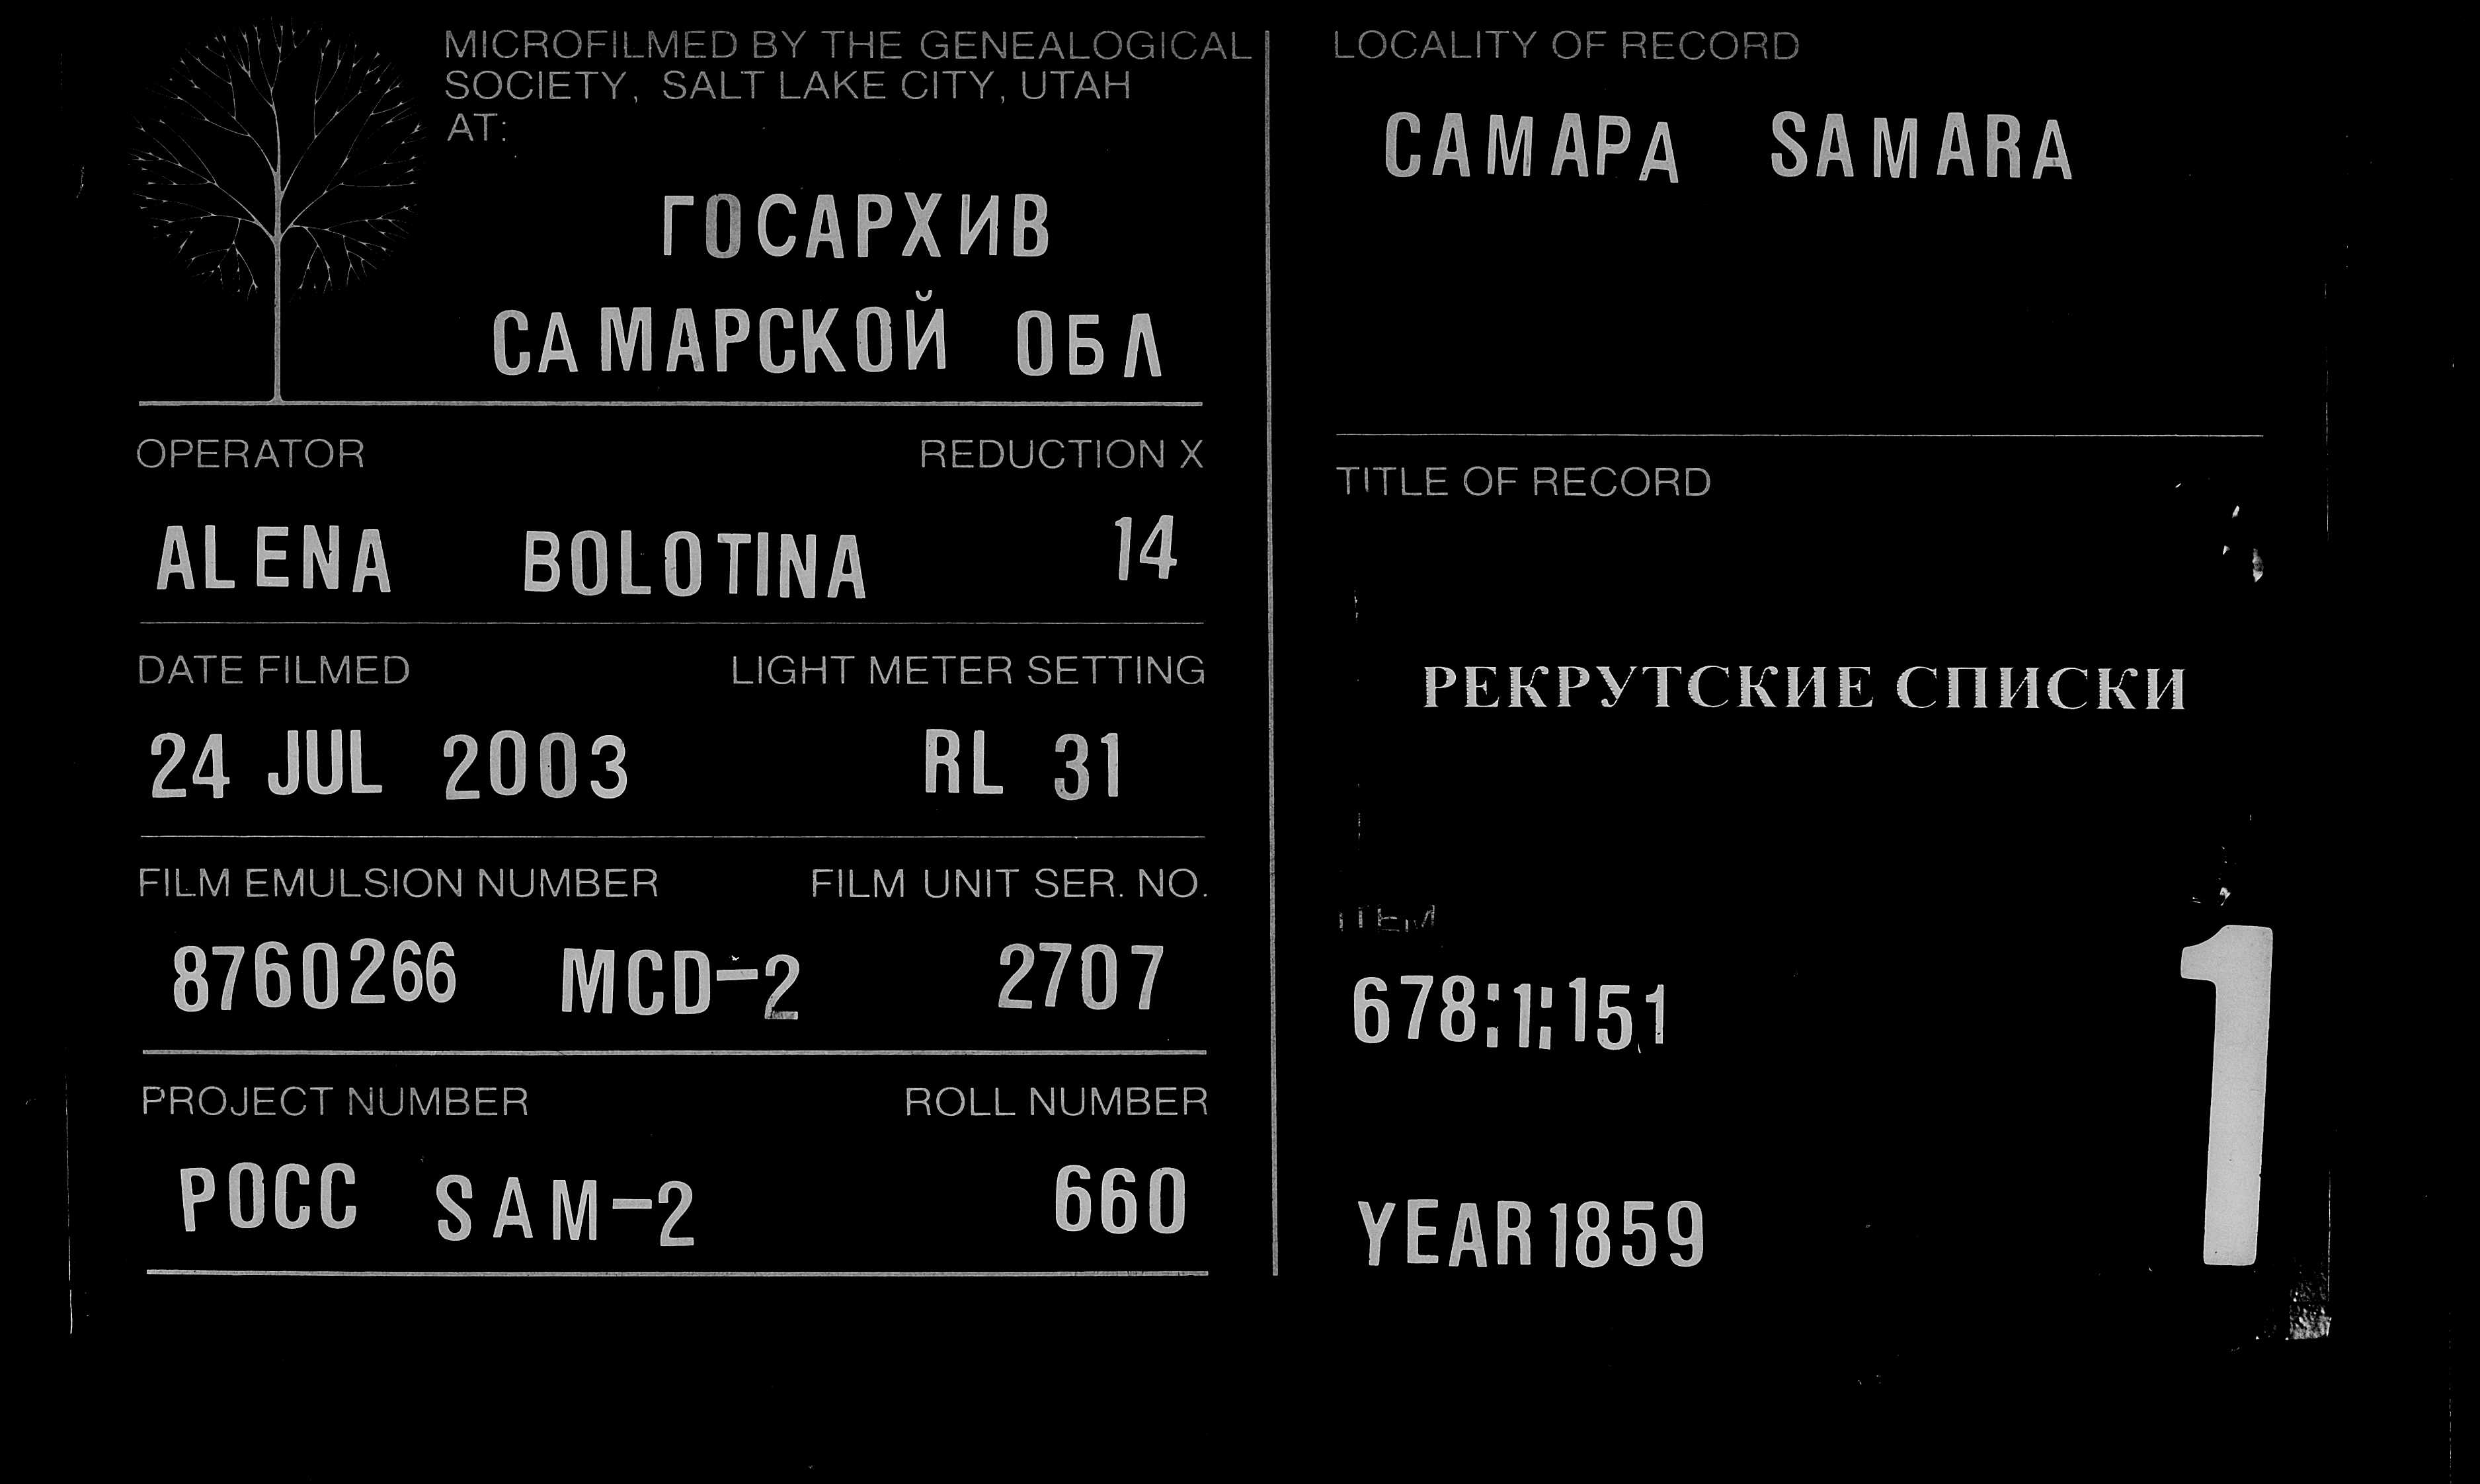 MICROFILMED BY THE GENEALOGICAL
SOCIETY, SALT LAKE CITY, UTAH
AT:
ГОСАРХИВ
САМАРСКОЙ ОБЛ
OPERATOR REDUCTION X
ALENA BOLOTINA 14
DATE FILMED LIGHT METER SETTING
24 JUL 2003 RL 31
FILM EMULSION NUMBER FILM UNIT SER. NO.
8760266 MCD-2 2707
PROJECT NUMBER ROLL NUMBER
РОСС SAM-2 660
LOCALITY OF RECORD
САМАРА SAMARA
TITLE OF RECORD
РЕКРУТСКИЕ СПИСКИ
ITEM
678:1:151
1
YEAR 1859